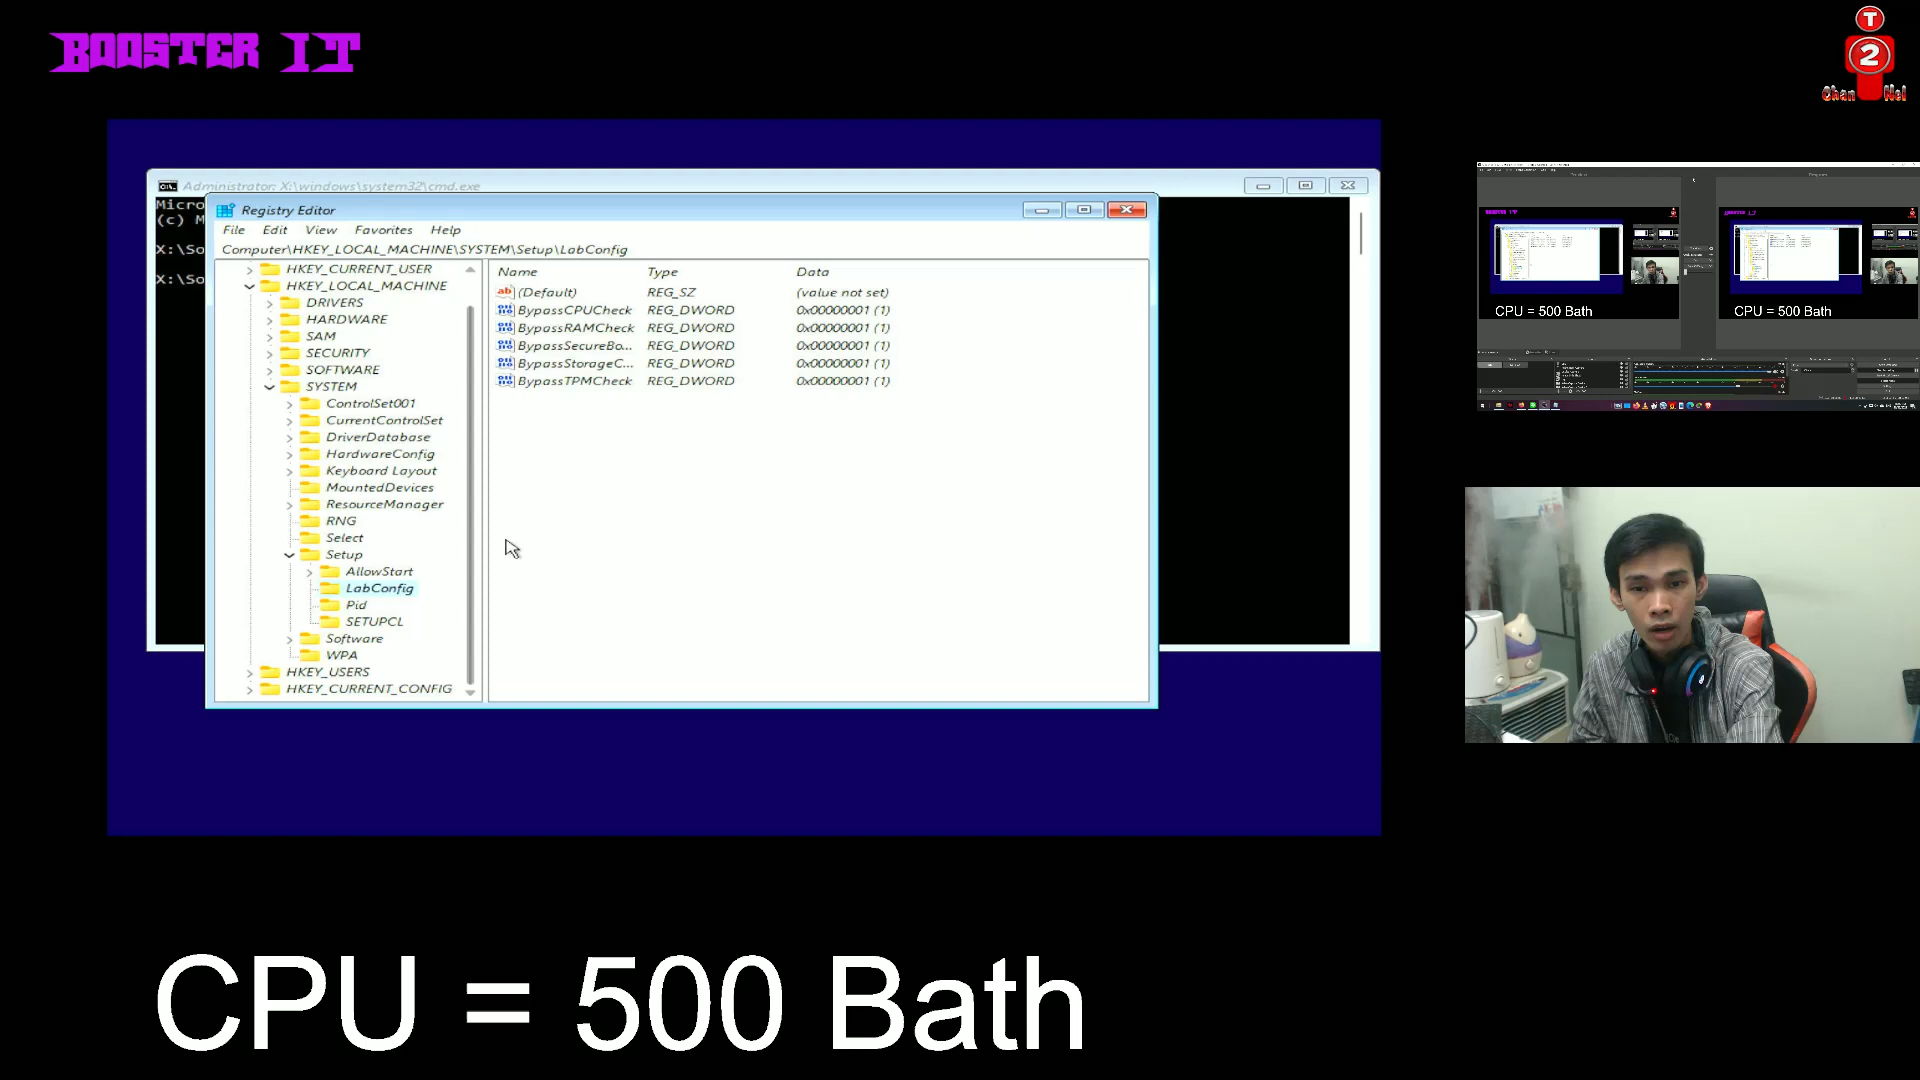 BOOSTER IT
T
2
Chan Nel
Administrator: X:\windows\system32\cmd.exe
Micro
(c) M
X:\So
X:\So
Registry Editor
File Edit View Favorites Help
Computer\HKEY_LOCAL_MACHINE\SYSTEM\Setup\LabConfig
HKEY_CURRENT_USER
HKEY_LOCAL_MACHINE
DRIVERS
HARDWARE
SAM
SECURITY
SOFTWARE
SYSTEM
ControlSet001
CurrentControlSet
DriverDatabase
HardwareConfig
Keyboard Layout
MountedDevices
ResourceManager
RNG
Select
Setup
AllowStart
LabConfig
Pid
SETUPCL
Software
WPA
HKEY_USERS
HKEY_CURRENT_CONFIG
Name Type Data
(Default) REG_SZ (value not set)
BypassCPUCheck REG_DWORD 0x00000001 (1)
BypassRAMCheck REG_DWORD 0x00000001 (1)
BypassSecureBo... REG_DWORD 0x00000001 (1)
BypassStorageC... REG_DWORD 0x00000001 (1)
BypassTPMCheck REG_DWORD 0x00000001 (1)
CPU = 500 Bath
CPU = 500 Bath
CPU = 500 Bath